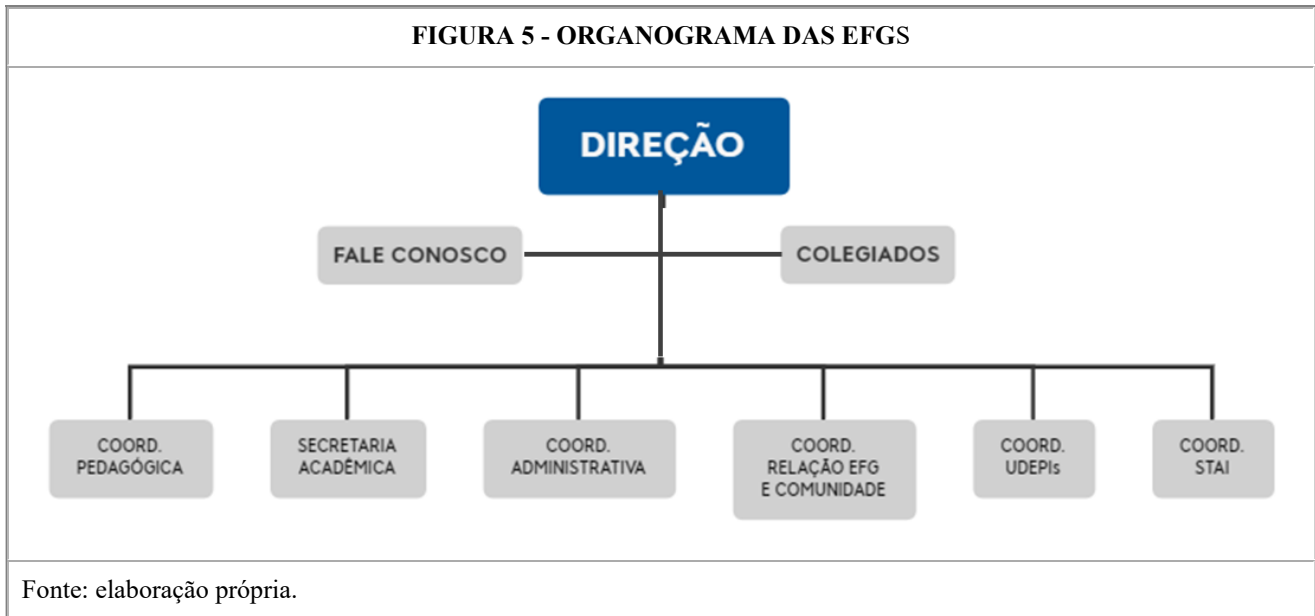 FIGURA 5 - ORGANOGRAMA DAS EFGS
DIREÇÃO
FALE CONOSCO
COLEGIADOS
COORD.
PEDAGÓGICA
SECRETARIA
ACADÊMICA
COORD.
ADMINISTRATIVA
COORD.
RELAÇÃO EFG
E COMUNIDADE
COORD.
UDEPIs
COORD.
STAI
Fonte: elaboração própria.